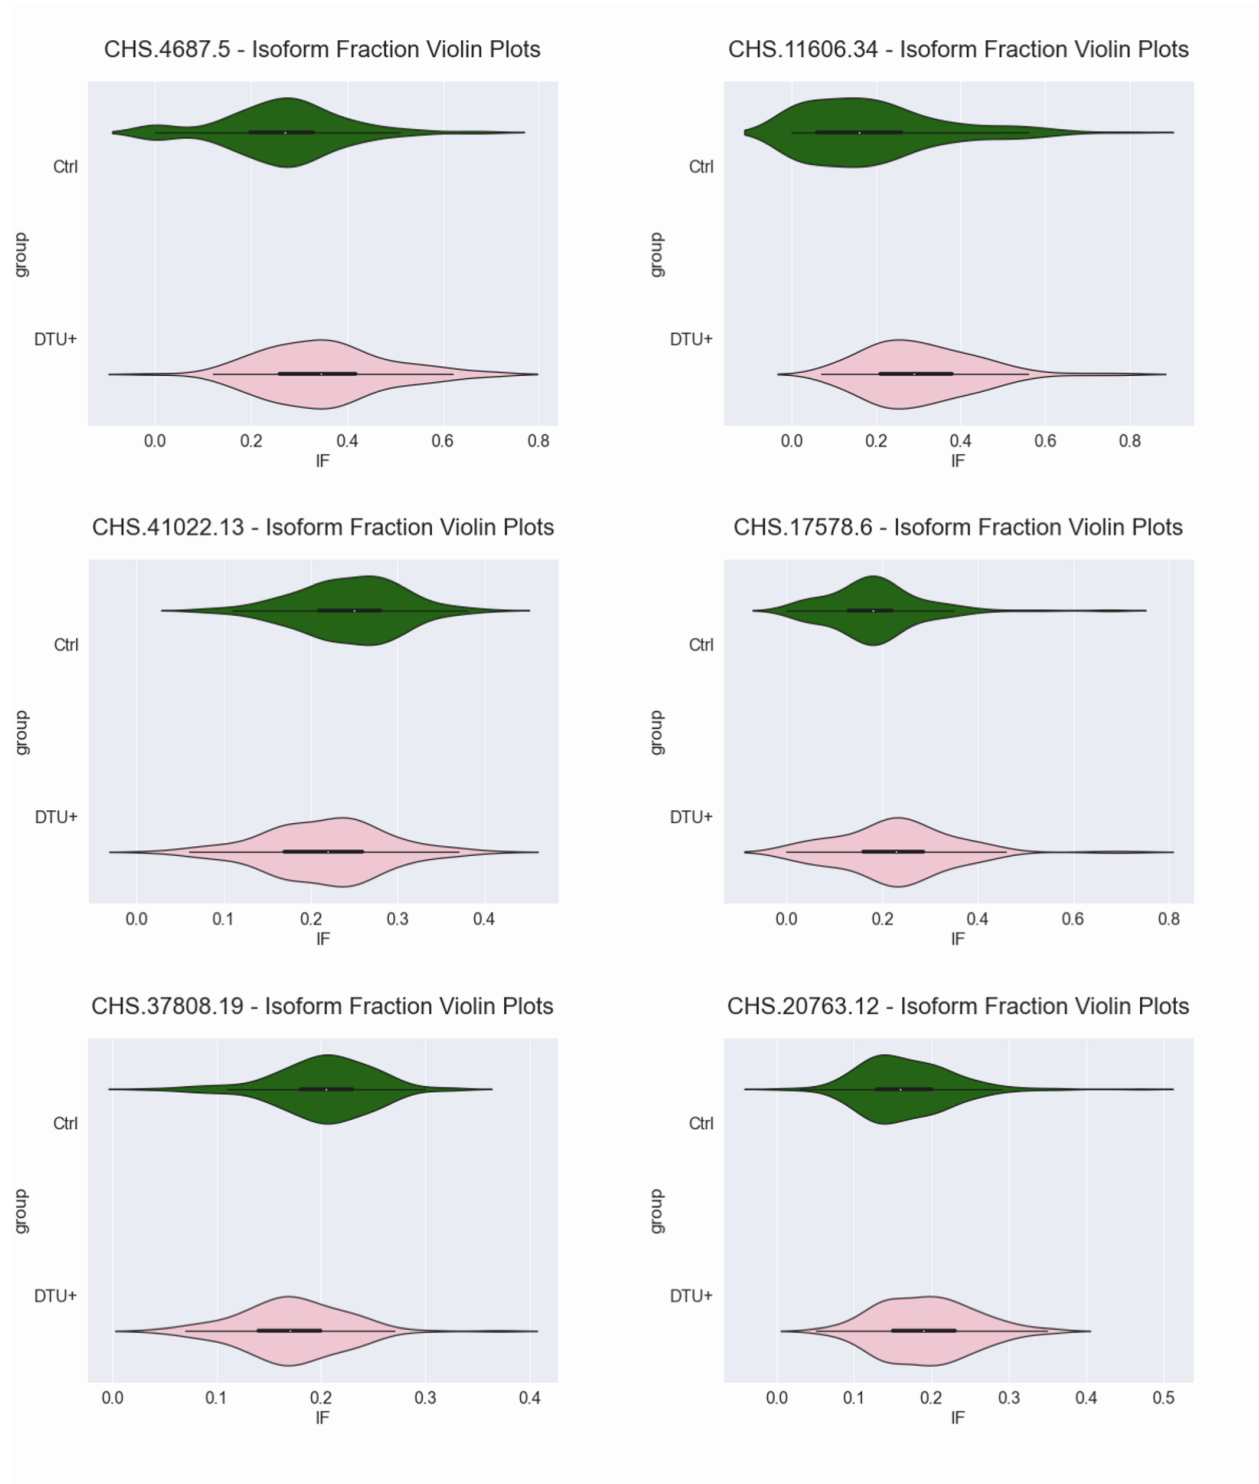 CHS.4687.5 - Isoform Fraction Violin Plots
Ctrl
group
DTU+
0.0 0.2 0.4 0.6 0.8
IF
CHS.11606.34 - Isoform Fraction Violin Plots
Ctrl
group
DTU+
0.0 0.2 0.4 0.6 0.8
IF
CHS.41022.13 - Isoform Fraction Violin Plots
Ctrl
group
DTU+
0.0 0.1 0.2 0.3 0.4
IF
CHS.17578.6 - Isoform Fraction Violin Plots
Ctrl
group
DTU+
0.0 0.2 0.4 0.6 0.8
IF
CHS.37808.19 - Isoform Fraction Violin Plots
Ctrl
group
DTU+
0.0 0.1 0.2 0.3 0.4
IF
CHS.20763.12 - Isoform Fraction Violin Plots
Ctrl
group
DTU+
0.0 0.1 0.2 0.3 0.4 0.5
IF